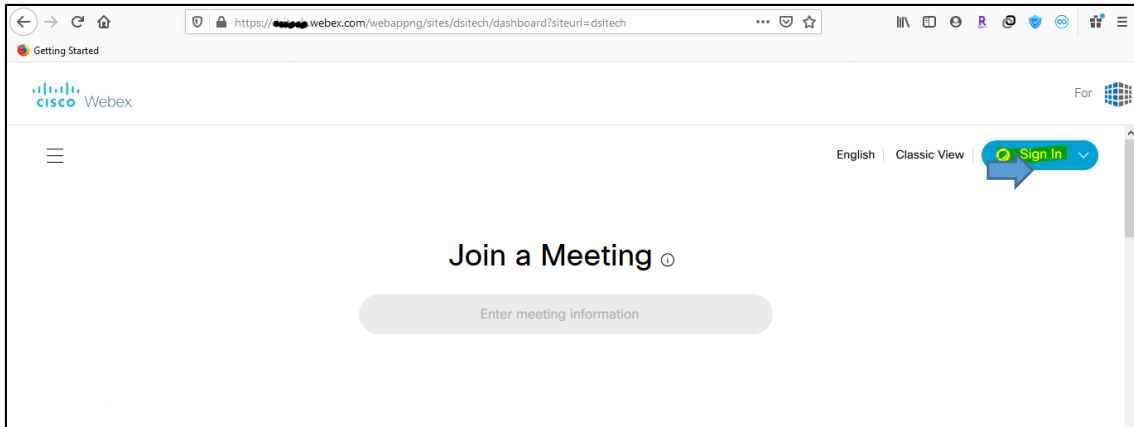 https://dsitech.webex.com/webappng/sites/dsitech/dashboard?siteurl=dsitech
Getting Started
cisco Webex
For
English
Classic View
Sign In
Join a Meeting
Enter meeting information